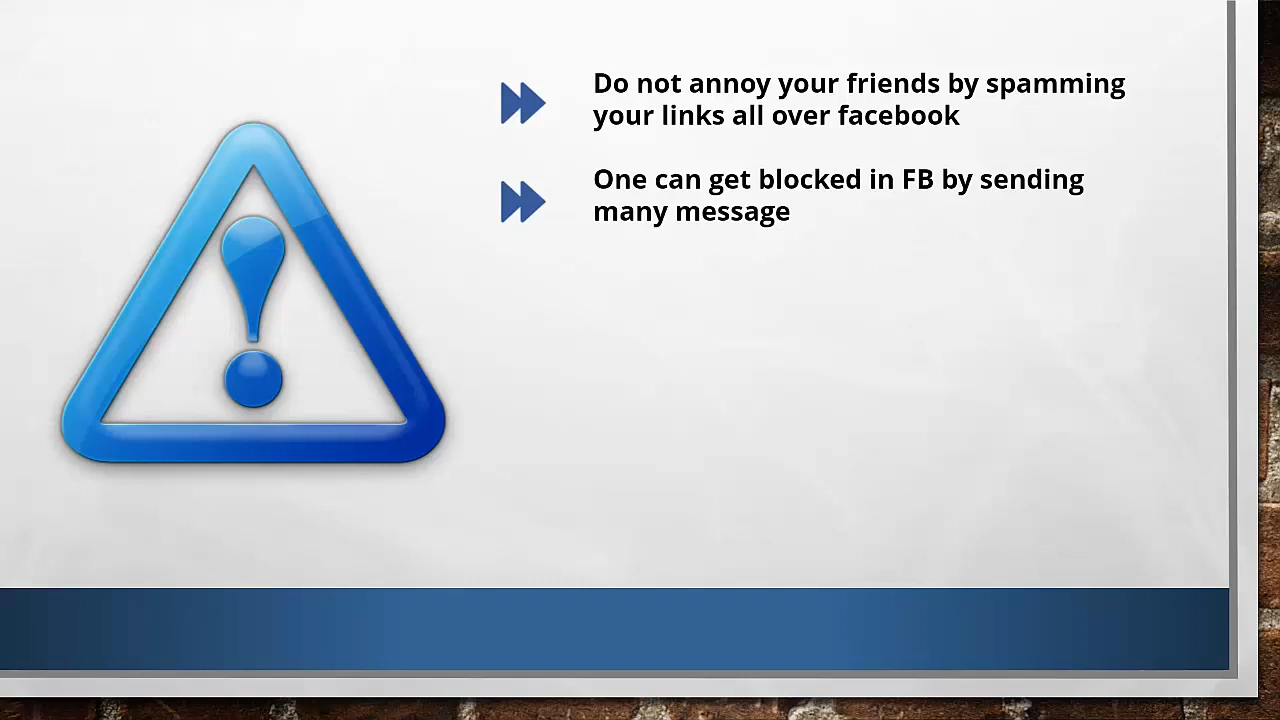 Do not annoy your friends by spamming
your links all over facebook
One can get blocked in FB by sending
many message